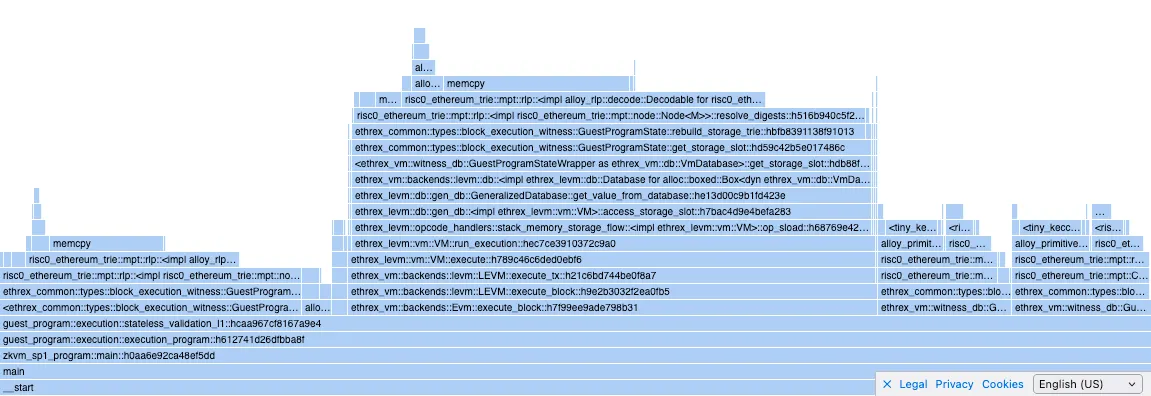 al...
allo... memcpy
m... risc0_ethereum_trie::mpt::rlp::<impl alloy_rlp::decode::Decodable for risc0_eth...
risc0_ethereum_trie::mpt::rlp::<impl risc0_ethereum_trie::mpt::node::Node<M>>::resolve_digests::h516b940c5f2...
ethrex_common::types::block_execution_witness::GuestProgramState::rebuild_storage_trie::hbfb8391138f91013
ethrex_common::types::block_execution_witness::GuestProgramState::get_storage_slot::hd59c42b5e017486c
<ethrex_vm::witness_db::GuestProgramStateWrapper as ethrex_vm::db::VmDatabase>::get_storage_slot::hdb88f...
ethrex_vm::backends::levm::db::<impl ethrex_levm::db::Database for alloc::boxed::Box<dyn ethrex_vm::db::VmDa...
ethrex_levm::db::gen_db::GeneralizedDatabase::get_value_from_database::he13d00c9b1fd423e
ethrex_levm::db::gen_db::<impl ethrex_levm::vm::VM>::access_storage_slot::h7bac4d9e4befa283 ...
ethrex_levm::opcode_handlers::stack_memory_storage_flow::<impl ethrex_levm::vm::VM>::op_sload::h68769e42... <tiny_ke... <ri... <tiny_kecc... <ris...
memcpy ethrex_levm::vm::VM::run_execution::hec7ce3910372c9a0 alloy_primit... risc0_... alloy_primitive... risc0_et...
risc0_ethereum_trie::mpt::rlp::<impl alloy_rlp... ethrex_levm::vm::VM::execute::h789c46c6ded0ebf6 risc0_ethereum_trie::m... risc0_ethereum_trie::mpt::r...
risc0_ethereum_trie::mpt::rlp::<impl risc0_ethereum_trie::mpt::no... ethrex_vm::backends::levm::LEVM::execute_tx::h21c6bd744be0f8a7 risc0_ethereum_trie::m... risc0_ethereum_trie::mpt::C...
ethrex_common::types::block_execution_witness::GuestProgram... ethrex_vm::backends::levm::LEVM::execute_block::h9e2b3032f2ea0fb5 ethrex_common::types::blo... ethrex_common::types::bloc...
<ethrex_common::types::block_execution_witness::GuestProgra... allo... ethrex_vm::backends::Evm::execute_block::h7f99ee9ade798b31 ethrex_vm::witness_db::G... ethrex_vm::witness_db::Gu...
guest_program::execution::stateless_validation_l1::hcaa967cf8167a9e4
guest_program::execution::execution_program::h612741d26dfbba8f
zkvm_sp1_program::main::h0aa6e92ca48ef5dd
main
__start
✕ Legal Privacy Cookies English (US)